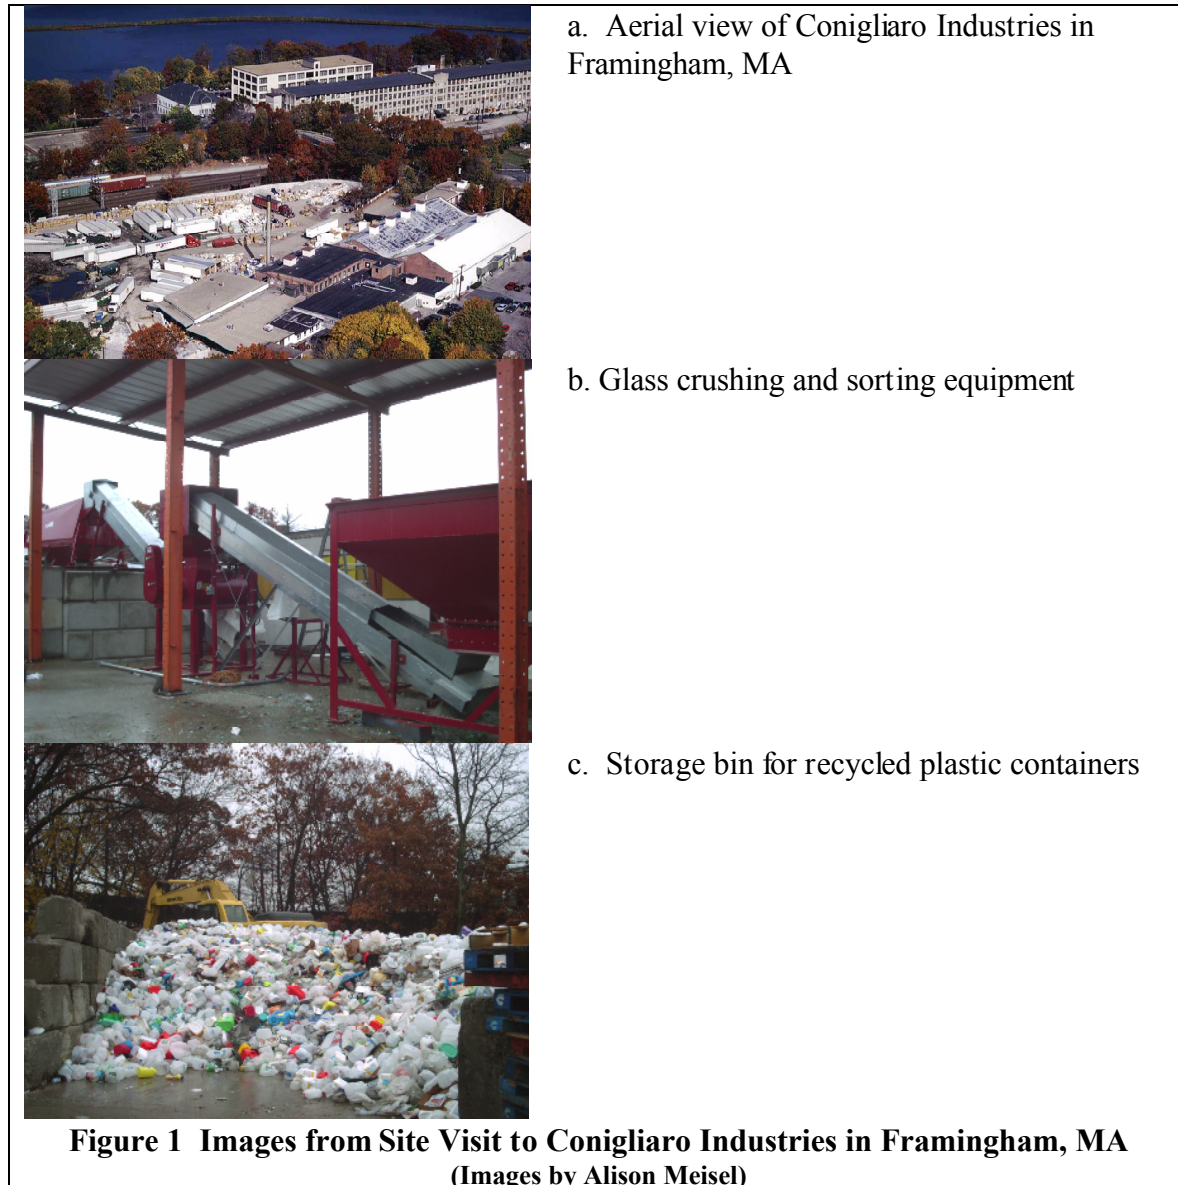 a. Aerial view of Conigliaro Industries in
Framingham, MA
b. Glass crushing and sorting equipment
c. Storage bin for recycled plastic containers
Figure 1 Images from Site Visit to Conigliaro Industries in Framingham, MA
(Images by Alison Meisel)